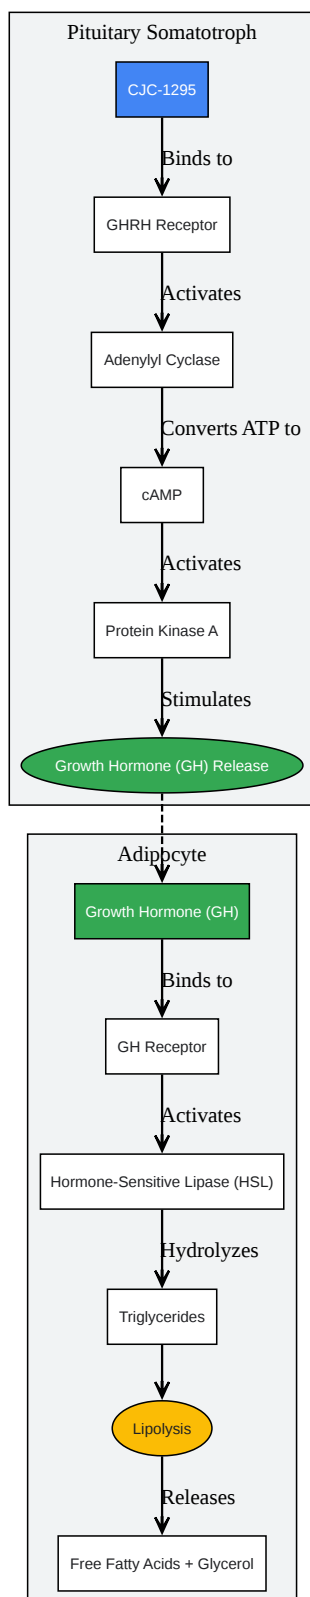 Pituitary Somatotroph
CJC-1295
Binds to
GHRH Receptor
Activates
Adenylyl Cyclase
Converts ATP to
cAMP
Activates
Protein Kinase A
Stimulates
Growth Hormone (GH) Release
Adipocyte
Growth Hormone (GH)
Binds to
GH Receptor
Activates
Hormone-Sensitive Lipase (HSL)
Hydrolyzes
Triglycerides
Lipolysis
Releases
Free Fatty Acids + Glycerol